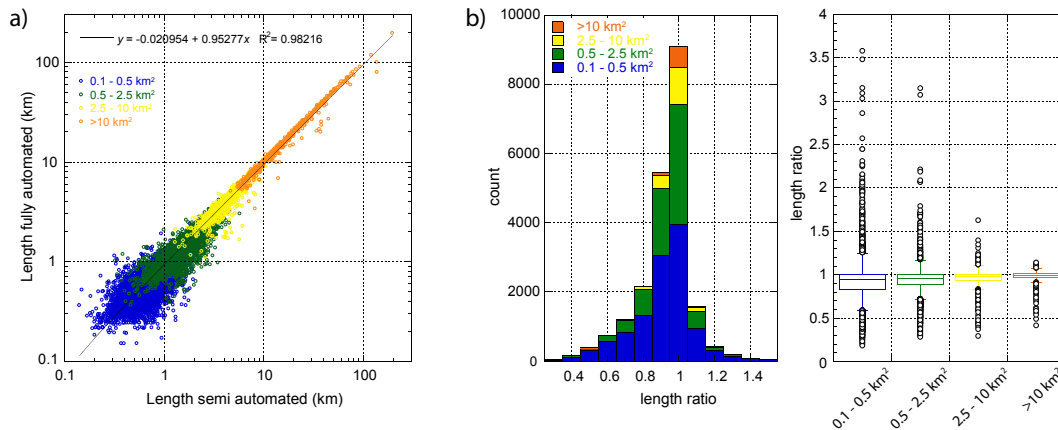 a)
y = -0.020954 + 0.95277x R²= 0.98216
0.1 - 0.5 km²
0.5 - 2.5 km²
2.5 - 10 km²
>10 km²
Length fully automated (km)
100
10
1
0.1
0.1
1
10
100
Length semi automated (km)
b)
>10 km²
2.5 - 10 km²
0.5 - 2.5 km²
0.1 - 0.5 km²
count
10000
8000
6000
4000
2000
0
0.4
0.6
0.8
1
1.2
1.4
length ratio
length ratio
4
3.5
3
2.5
2
1.5
1
0.5
0
0.1 - 0.5 km²
0.5 - 2.5 km²
2.5 - 10 km²
>10 km²